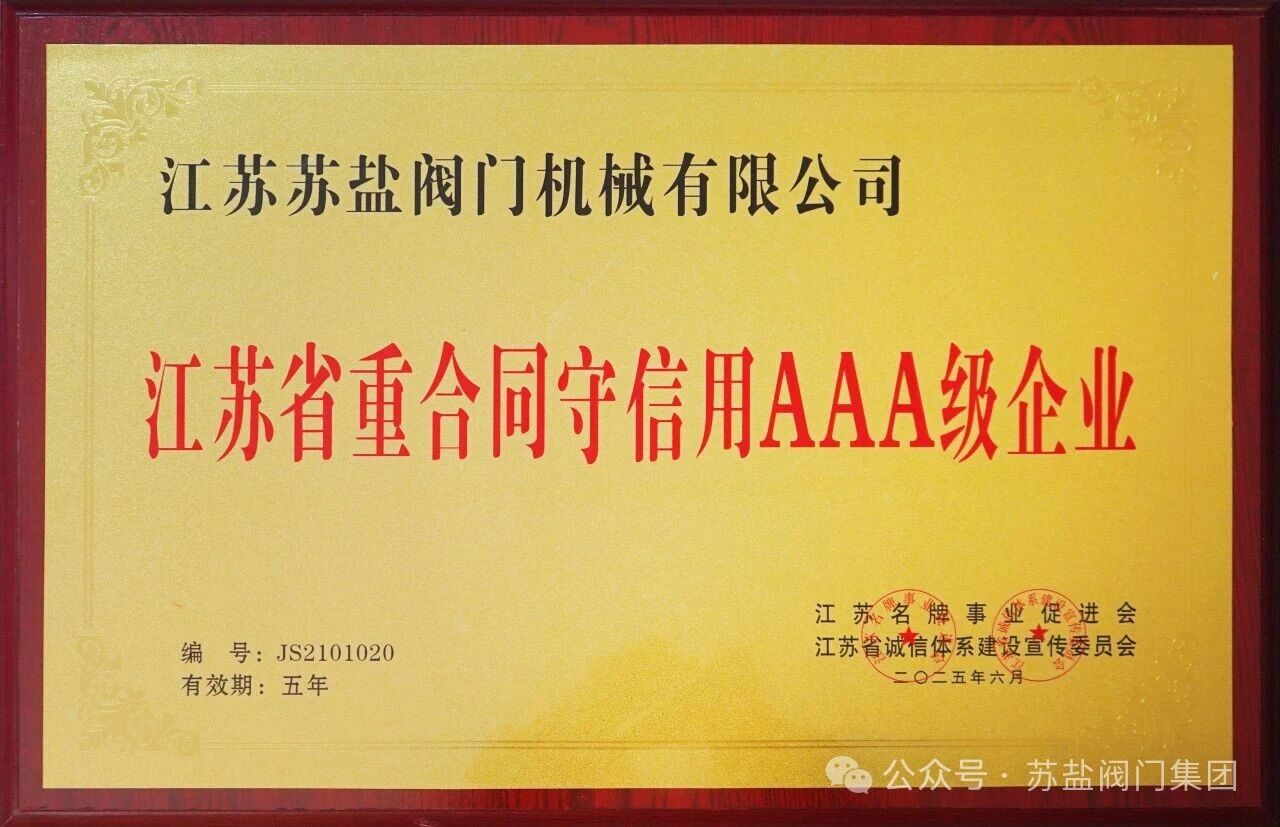 江苏苏盐阀门机械有限公司
江苏省重合同守信用AAA级企业
编 号：JS2101020
有效期：五年
江苏名牌事业促进会
江苏省诚信体系建设宣传委员会
二〇二五年六月
公众号·苏盐阀门集团